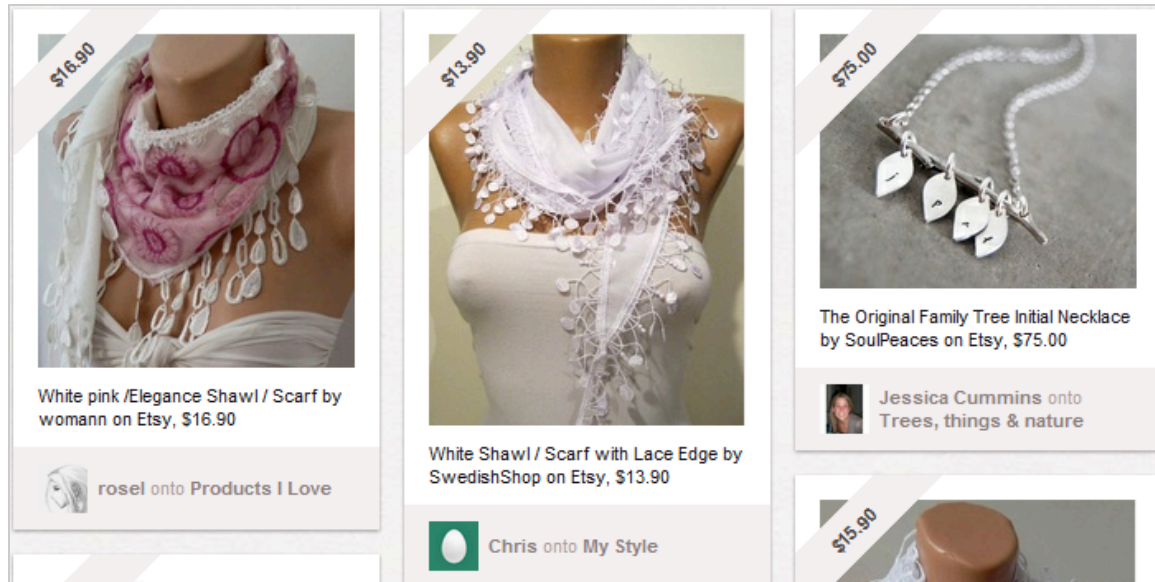 $16.90
White pink /Elegance Shawl / Scarf by
womann on Etsy, $16.90
rosel onto Products I Love
$13.90
White Shawl / Scarf with Lace Edge by
SwedishShop on Etsy, $13.90
Chris onto My Style
$75.00
The Original Family Tree Initial Necklace
by SoulPeaces on Etsy, $75.00
Jessica Cummins onto
Trees, things & nature
$15.90